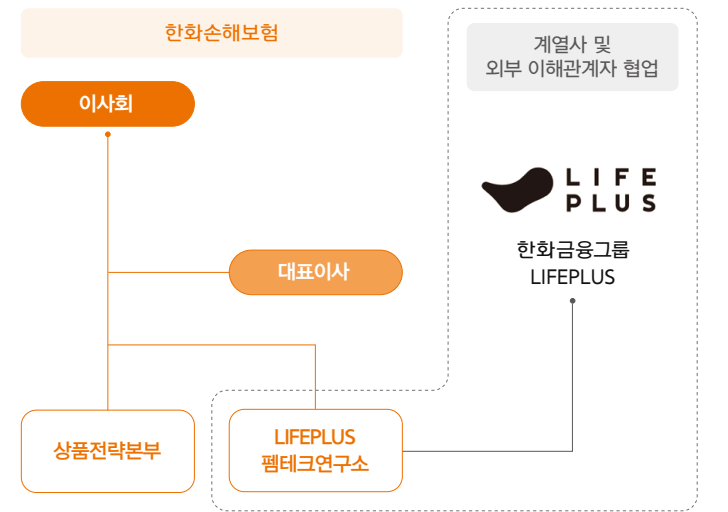 한화손해보험
이사회
대표이사
상품전략본부
LIFEPLUS
펨테크연구소
계열사 및
외부 이해관계자 협업
LIFE
PLUS
한화금융그룹
LIFEPLUS